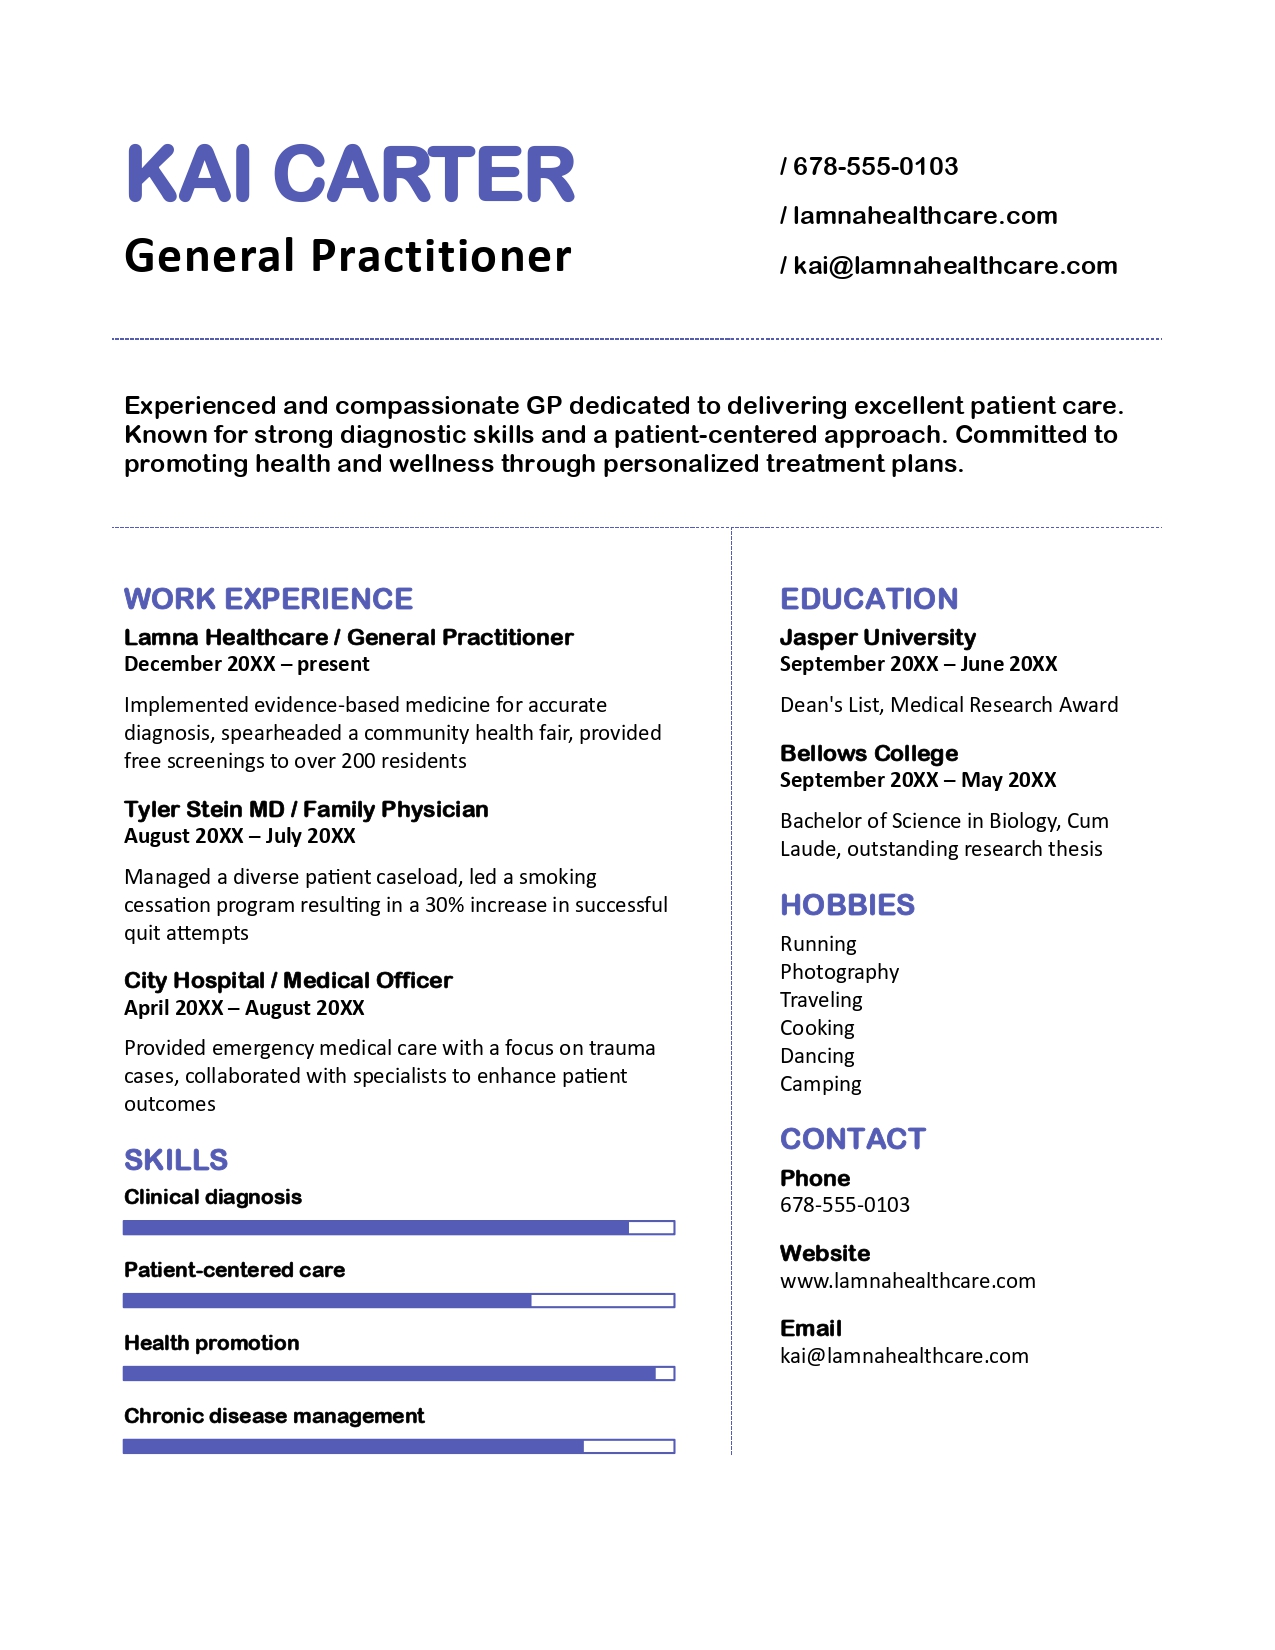 KAI CARTER
General Practitioner
/ 678-555-0103
/ lamnahealthcare.com
/ kai@lamnahealthcare.com
Experienced and compassionate GP dedicated to delivering excellent patient care.
Known for strong diagnostic skills and a patient-centered approach. Committed to
promoting health and wellness through personalized treatment plans.
WORK EXPERIENCE
Lamna Healthcare / General Practitioner
December 20XX – present
Implemented evidence-based medicine for accurate
diagnosis, spearheaded a community health fair, provided
free screenings to over 200 residents
Tyler Stein MD / Family Physician
August 20XX – July 20XX
Managed a diverse patient caseload, led a smoking
cessation program resulting in a 30% increase in successful
quit attempts
City Hospital / Medical Officer
April 20XX – August 20XX
Provided emergency medical care with a focus on trauma
cases, collaborated with specialists to enhance patient
outcomes
SKILLS
Clinical diagnosis
Patient-centered care
Health promotion
Chronic disease management
EDUCATION
Jasper University
September 20XX – June 20XX
Dean's List, Medical Research Award
Bellows College
September 20XX – May 20XX
Bachelor of Science in Biology, Cum
Laude, outstanding research thesis
HOBBIES
Running
Photography
Traveling
Cooking
Dancing
Camping
CONTACT
Phone
678-555-0103
Website
www.lamnahealthcare.com
Email
kai@lamnahealthcare.com